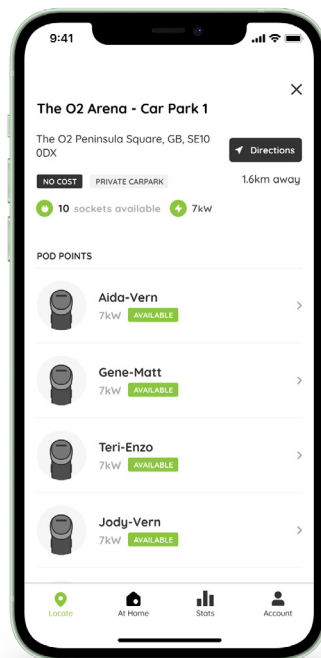 9:41
The O2 Arena - Car Park 1
The O2 Peninsula Square, GB, SE10
0DX
Directions
NO COST
PRIVATE CARPARK
1.6km away
10 sockets available
7kW
POD POINTS
Aida-Vern
7kW AVAILABLE
Gene-Matt
7kW AVAILABLE
Teri-Enzo
7kW AVAILABLE
Jody-Vern
7kW AVAILABLE
Locate
At Home
Stats
Account